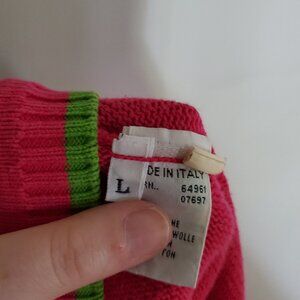 DE IN ITALY
L
RN.. 64961
07697
HE
WOLLE
TON